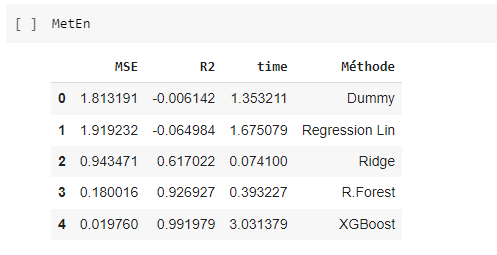 [ ] MetEn
MSE R2 time Méthode
0 1.813191 -0.006142 1.353211 Dummy
1 1.919232 -0.064984 1.675079 Regression Lin
2 0.943471 0.617022 0.074100 Ridge
3 0.180016 0.926927 0.393227 R.Forest
4 0.019760 0.991979 3.031379 XGBoost